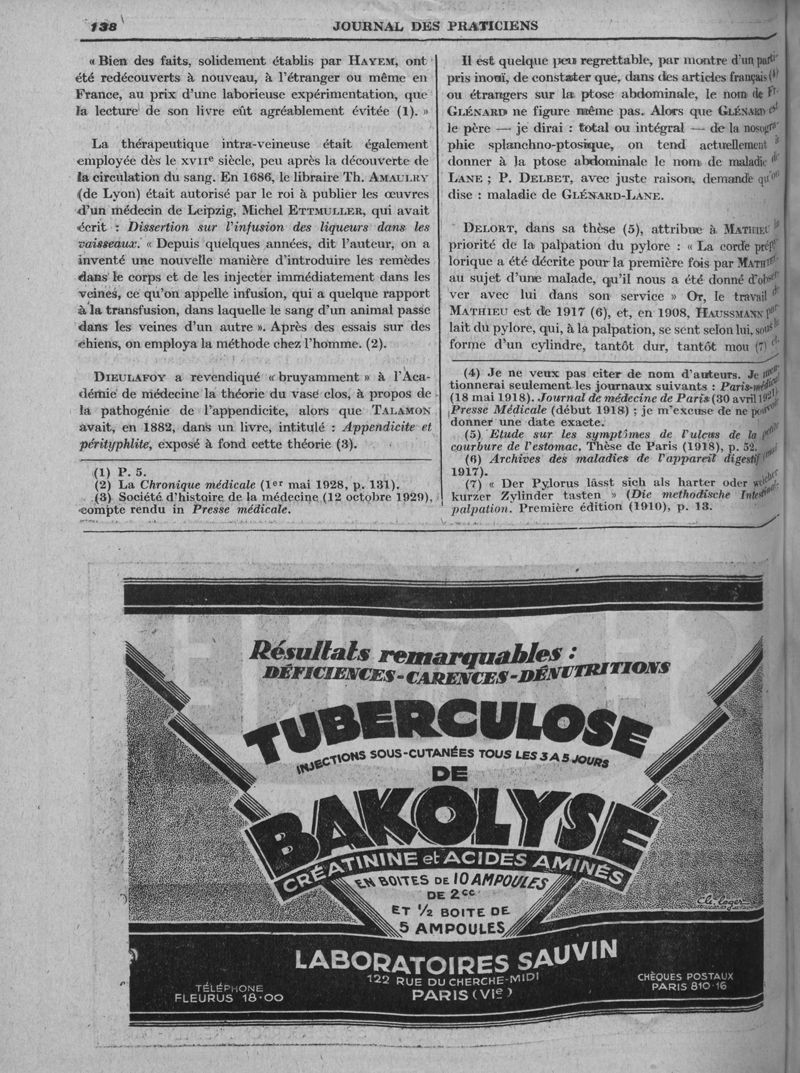 138
JOURNAL DES PRATICIENS
« Bien des faits, solidement établis par HAYEM, ont
été redécouverts à nouveau, à l'étranger ou même en
France, au prix d'une laborieuse expérimentation, que
la lecture de son livre eût agréablement évitée (1). »
La thérapeutique intra-veineuse était également
employée dès le XVIIe siècle, peu après la découverte de
la circulation du sang. En 1686, le libraire Th. AMAULRY
(de Lyon) était autorisé par le roi à publier les œuvres
d'un médecin de Leipzig, Michel ETTMULLER, qui avait
écrit : Dissertion sur l'infusion des liqueurs dans les
vaisseaux. « Depuis quelques années, dit l'auteur, on a
inventé une nouvelle manière d'introduire les remèdes
dans le corps et de les injecter immédiatement dans les
veines, ce qu'on appelle infusion, qui a quelque rapport
à la transfusion, dans laquelle le sang d'un animal passe
dans les veines d'un autre ». Après des essais sur des
chiens, on employa la méthode chez l'homme. (2).
DIEULAFOY a revendiqué « bruyamment » à l'Aca-
démie de médecine la théorie du vase clos, à propos de
la pathogénie de l'appendicite, alors que TALAMON
avait, en 1882, dans un livre, intitulé : Appendicite et
pérityphlite, exposé à fond cette théorie (3).
(1) P. 5.
(2) La Chronique médicale (1er mai 1928, p. 131).
(3) Société d'histoire de la médecine (12 octobre 1929),
compte rendu in Presse médicale.
Il est quelque peu regrettable, par montre d'un parti
pris inouï, de constater que, dans des articles français (4)
ou étrangers sur la ptose abdominale, le nom de Fr.
GLÉNARD ne figure même pas. Alors que GLÉNARD est
le père — je dirai : total ou intégral — de la nosogra-
phie splanchno-ptosique, on tend actuellement à
donner à la ptose abdominale le nom de maladie de
LANE ; P. DELBET, avec juste raison, demande qu'on
dise : maladie de GLÉNARD-LANE.
DELORT, dans sa thèse (5), attribue à MATHIEU la
priorité de la palpation du pylore : « La corde prépy-
lorique a été décrite pour la première fois par MATHIEU
au sujet d'une malade, qu'il nous a été donné d'obser-
ver avec lui dans son service » Or, le travail de
MATHIEU est de 1917 (6), et, en 1908, HAUSSMANN par-
lait du pylore, qui, à la palpation, se sent selon lui, sous
forme d'un cylindre, tantôt dur, tantôt mou (7)
(4) Je ne veux pas citer de nom d'auteurs. Je men-
tionnerai seulement les journaux suivants : Paris-médical
(18 mai 1918). Journal de médecine de Paris (30 avril 1921)
Presse Médicale (début 1918) ; je m'excuse de ne pouvoir
donner une date exacte.
(5) Etude sur les symptômes de l'ulcus de la petite
courbure de l'estomac. Thèse de Paris (1918), p. 52.
(6) Archives des maladies de l'appareil digestif (mai
1917).
(7) « Der Pylorus lässt sich als harter oder weicher
kurzer Zylinder tasten » (Die methodische Intestinal-
palpation. Première édition (1910), p. 13.
Résultats remarquables :
DÉFICIENCES-CARENCES-DÉNUTRITIONS
TUBERCULOSE
INJECTIONS SOUS-CUTANÉES TOUS LES 3 A 5 JOURS
DE
BAKOLYSE
CRÉATININE et ACIDES AMINÉS
EN BOITES DE 10 AMPOULES
DE 2cc
ET 1/2 BOITE DE
5 AMPOULES
LABORATOIRES SAUVIN
122 RUE DU CHERCHE-MIDI
PARIS (VIe)
TÉLÉPHONE
FLEURUS 18·00
CHÈQUES POSTAUX
PARIS 810·16